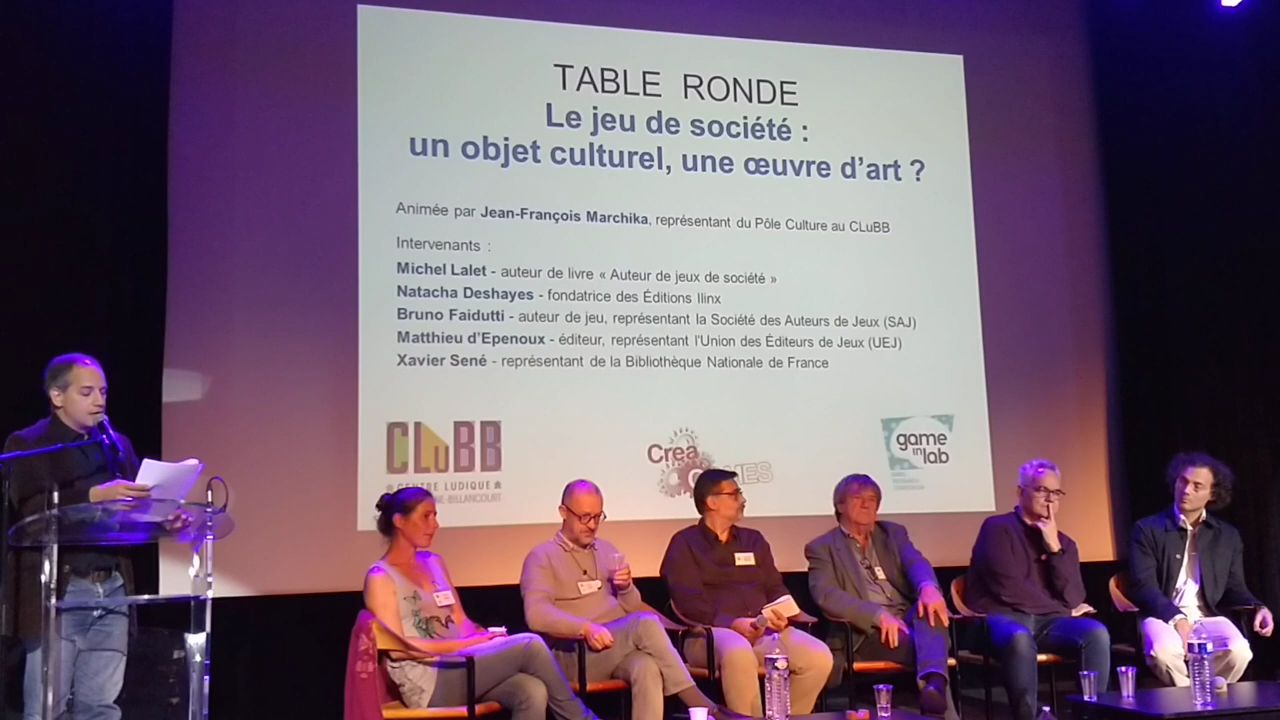 TABLE RONDE
Le jeu de société :
un objet culturel, une œuvre d'art ?
Animée par Jean-François Marchika, représentant du Pôle Culture au CLuBB
Intervenants :
Michel Lalet - auteur de livre « Auteur de jeux de société »
Natacha Deshayes - fondatrice des Éditions Ilinx
Bruno Faidutti - auteur de jeu, représentant la Société des Auteurs de Jeux (SAJ)
Matthieu d'Epenoux - éditeur, représentant l'Union des Éditeurs de Jeux (UEJ)
Xavier Sené - représentant de la Bibliothèque Nationale de France
CLuBB
CENTRE LUDIQUE
BILLANCOURT
Crea
game
in
lab